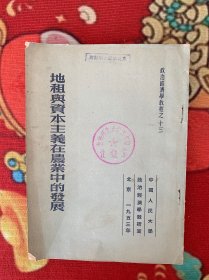 政治經濟學教程之十三
地租與資本主義在農業中的發展
中國人民大學
政治經濟學教研室
北京 一九五三年